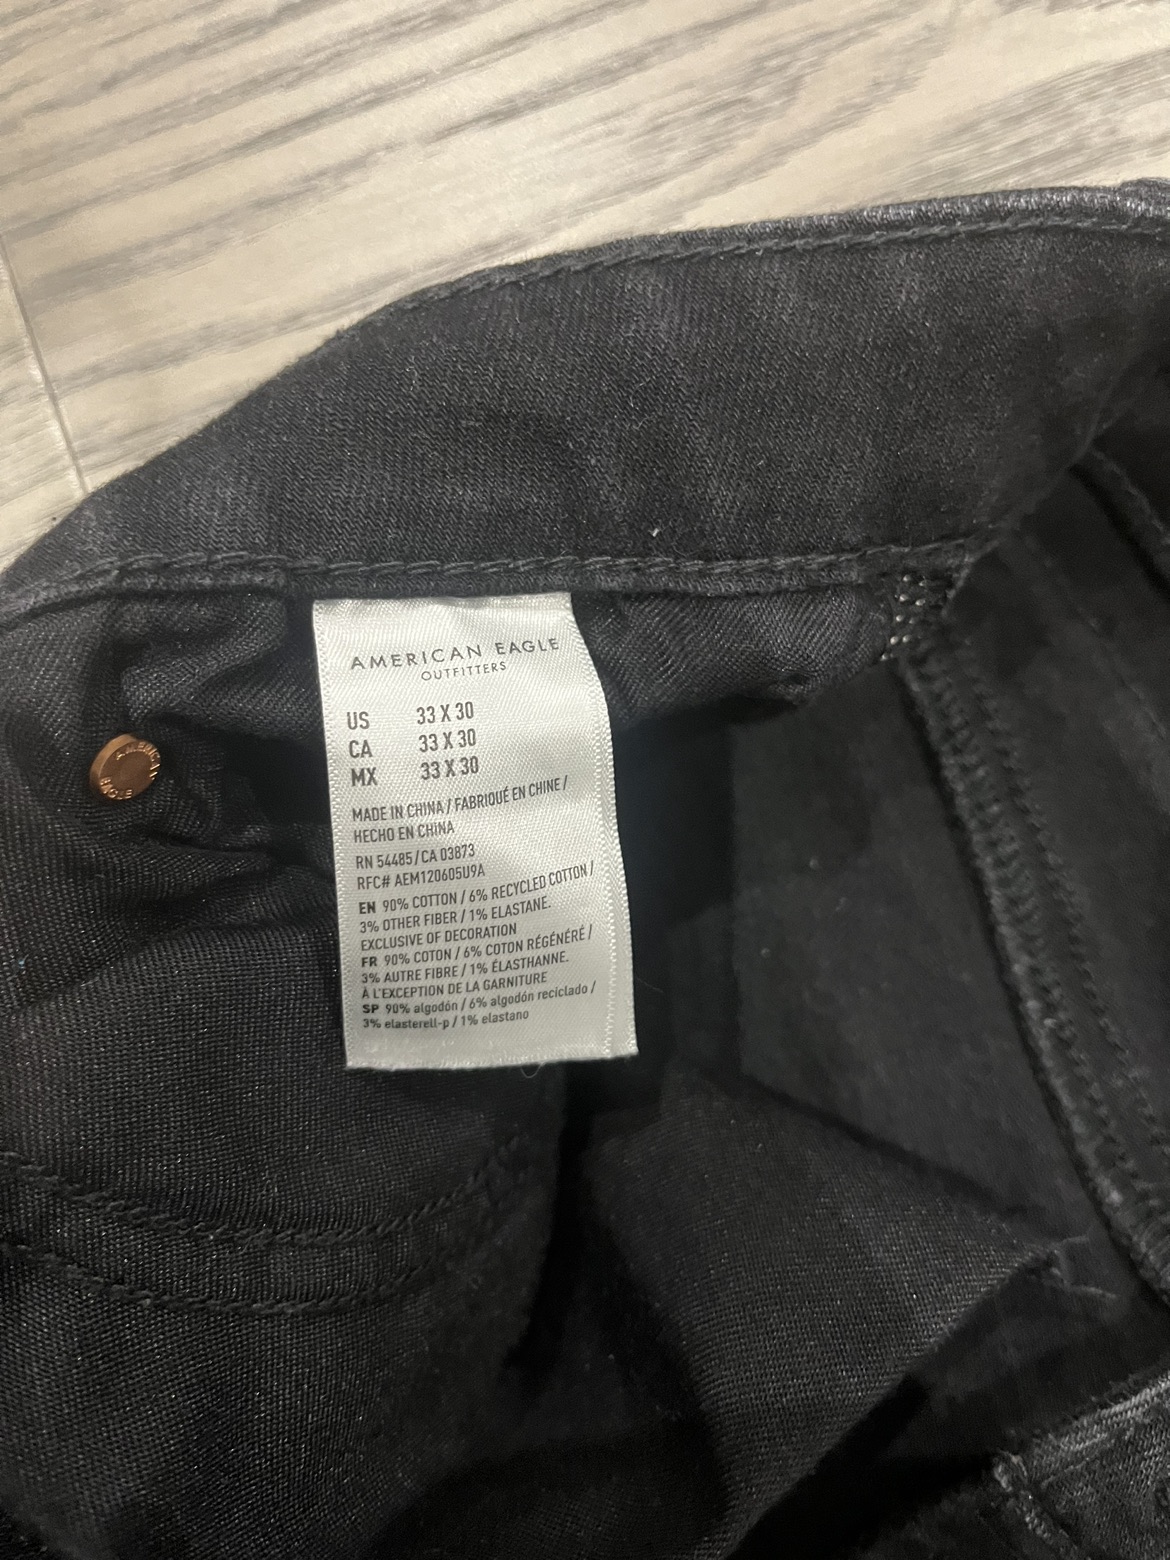 AMERICAN EAGLE
OUTFITTERS
US 33 X 30
CA 33 X 30
MX 33 X 30
MADE IN CHINA / FABRIQUÉ EN CHINE /
HECHO EN CHINA
RN 54485 / CA 03873
RFC# AEM120605U9A
EN 90% COTTON / 6% RECYCLED COTTON /
3% OTHER FIBER / 1% ELASTANE.
EXCLUSIVE OF DECORATION
FR 90% COTON / 6% COTON RÉGÉNÉRÉ /
3% AUTRE FIBRE / 1% ÉLASTHANNE.
À L'EXCEPTION DE LA GARNITURE
SP 90% algodón / 6% algodón reciclado /
3% elasterell-p / 1% elastano
AMERICAN
EAGLE